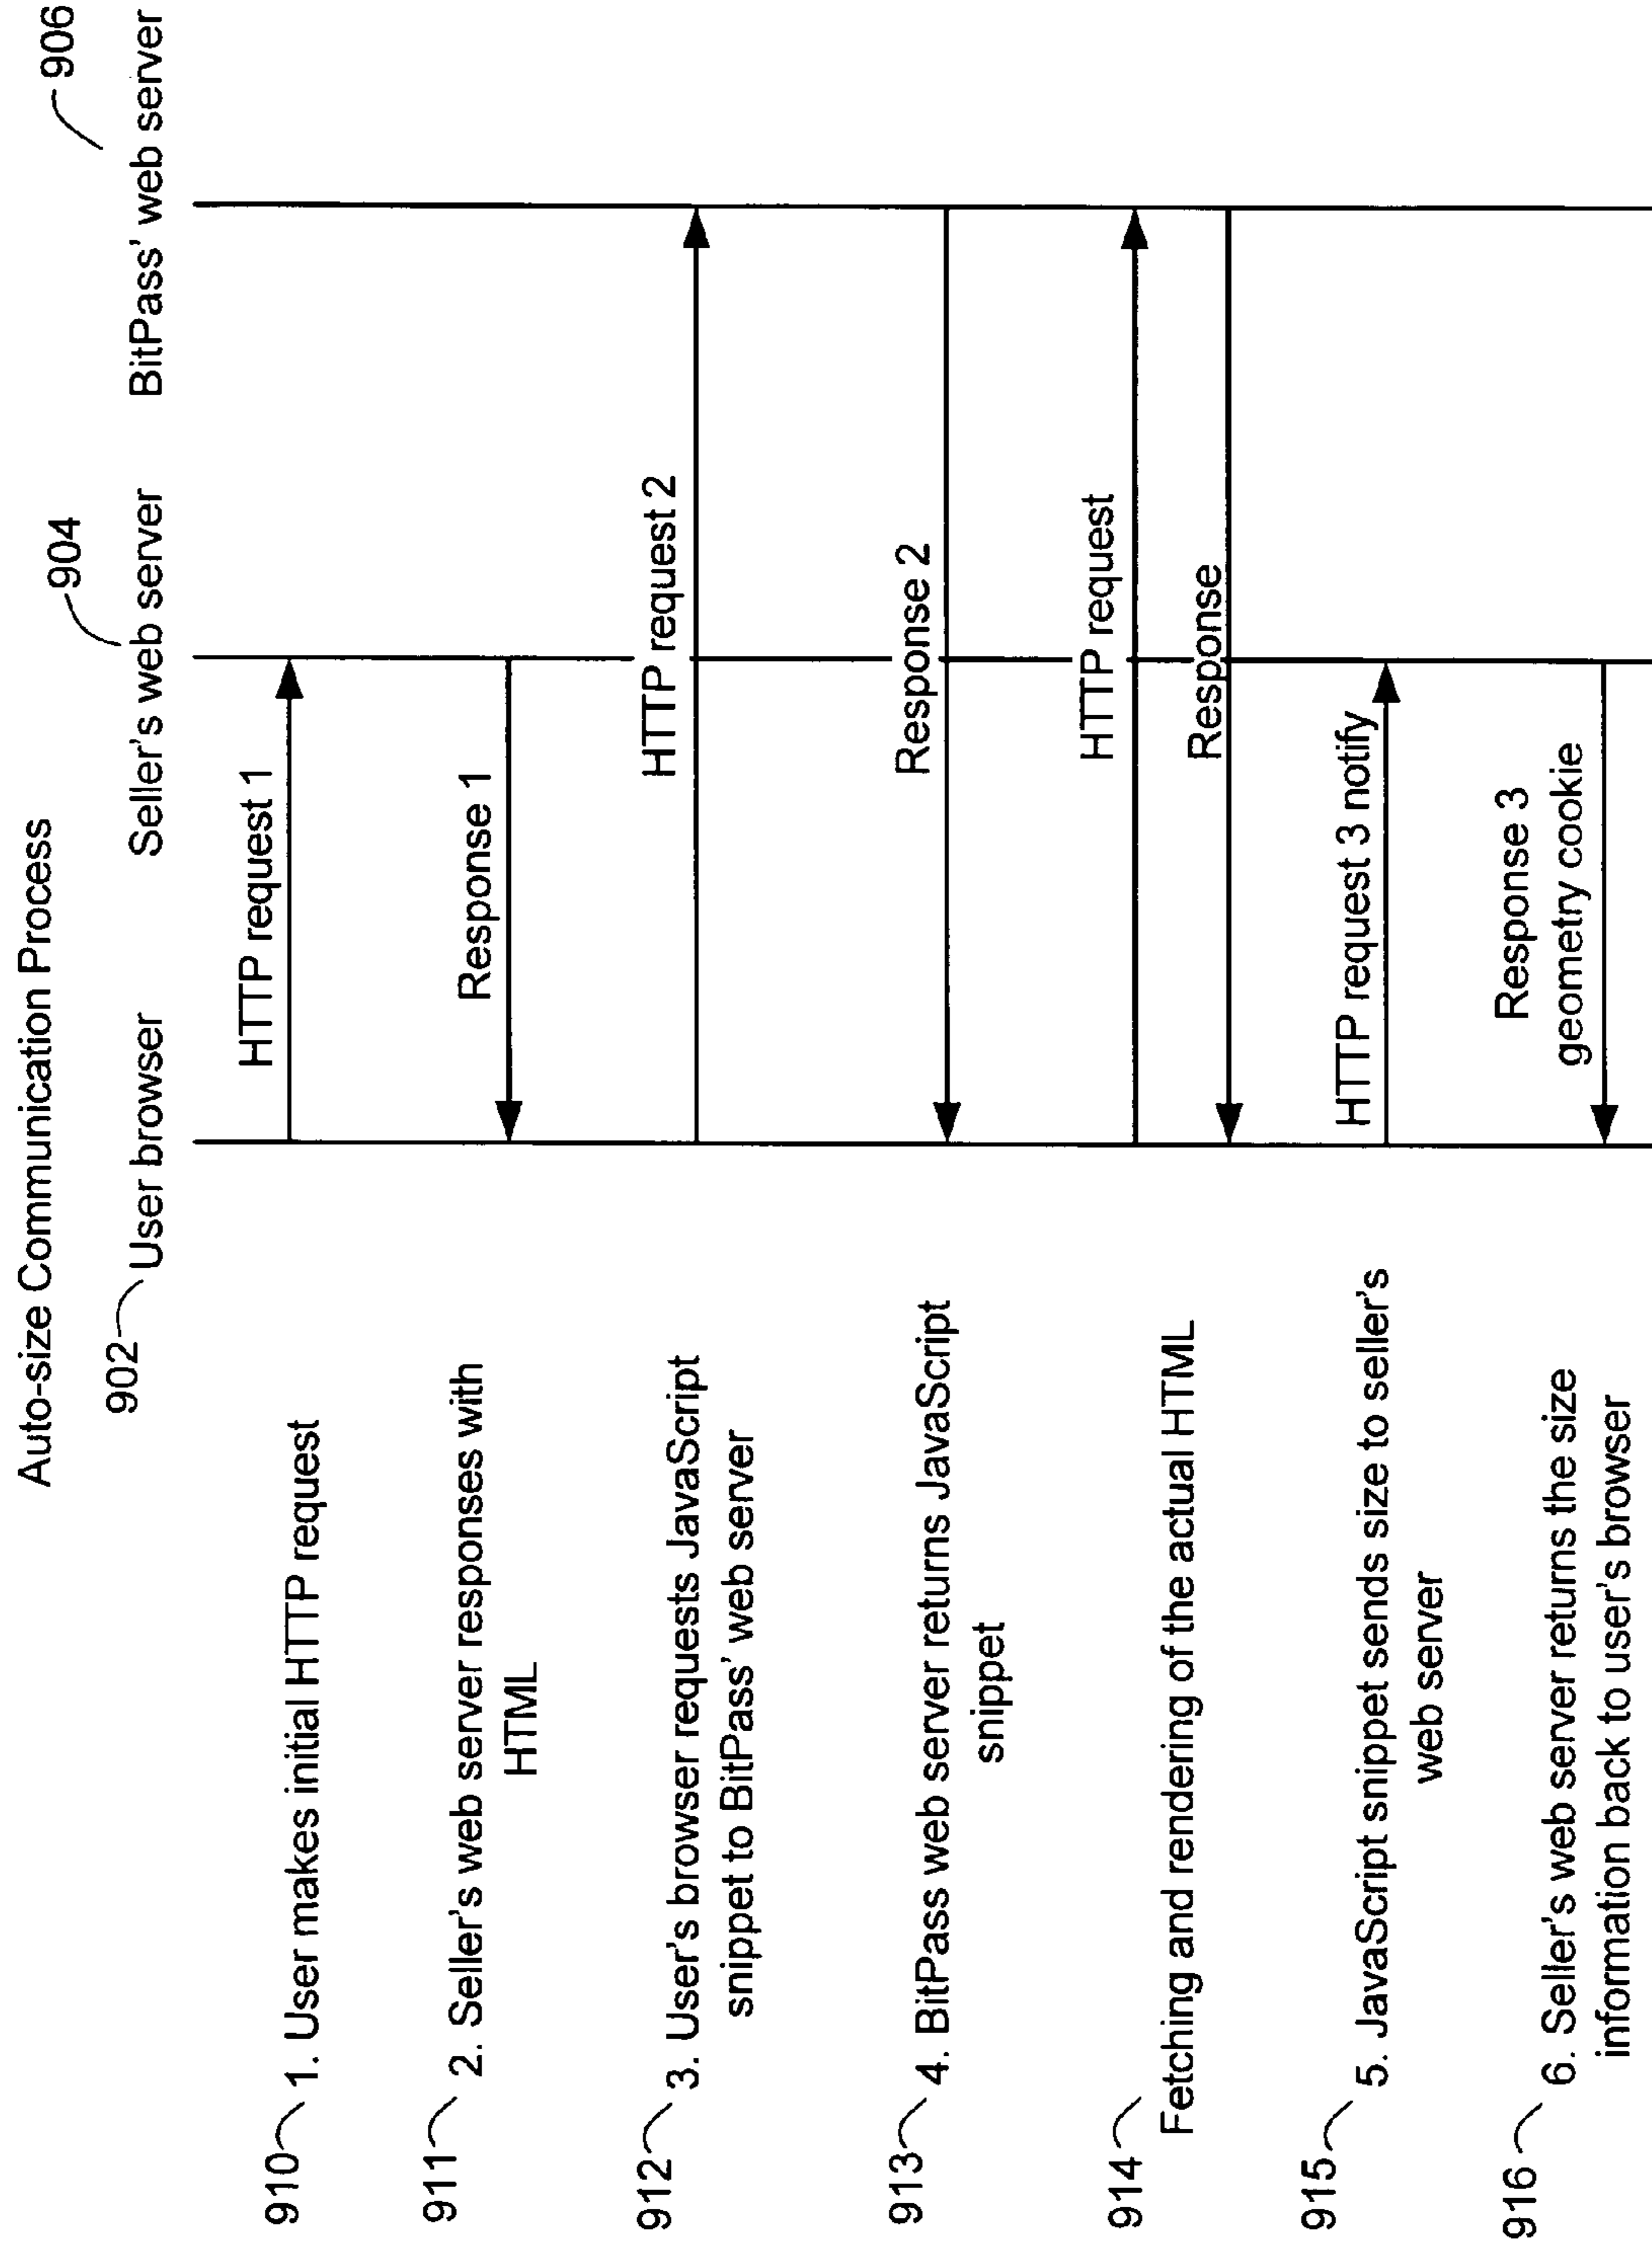 Auto-size Communication Process
902
User browser
904
Seller's web server
906
BitPass' web server
910
1. User makes initial HTTP request
HTTP request 1
911
2. Seller's web server responses with
HTML
Response 1
912
3. User's browser requests JavaScript
snippet to BitPass' web server
HTTP request 2
913
4. BitPass web server returns JavaScript
snippet
Response 2
914
Fetching and rendering of the actual HTML
HTTP request
Response
915
5. JavaScript snippet sends size to seller's
web server
HTTP request 3 notify
916
6. Seller's web server returns the size
information back to user's browser
Response 3
geometry cookie